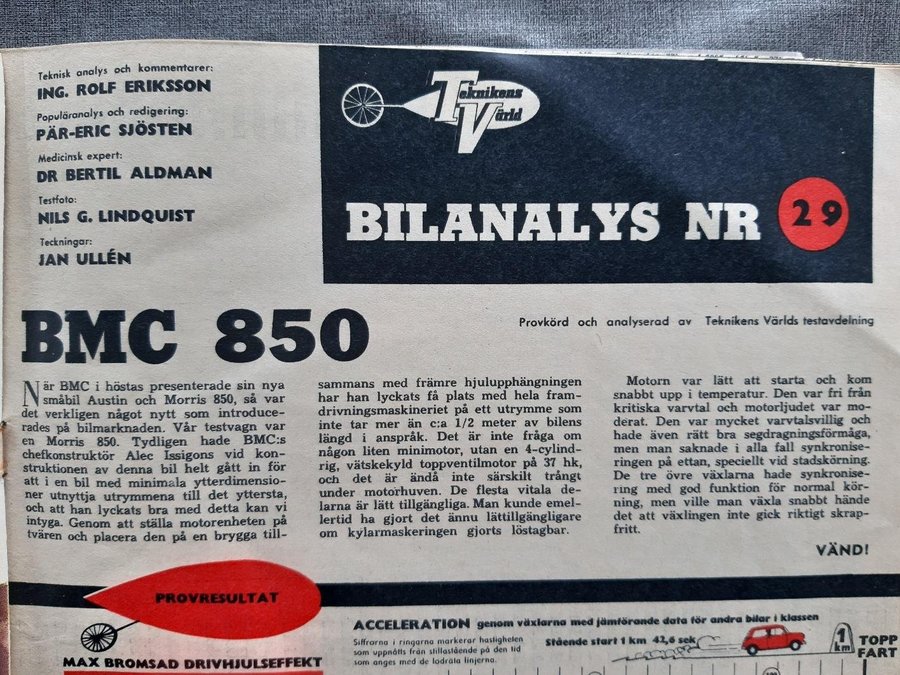 Teknisk analys och kommentarer:
ING. ROLF ERIKSSON
Populäranalys och redigering:
PÄR-ERIC SJÖSTEN
Medicinsk expert:
DR BERTIL ALDMAN
Testfoto:
NILS G. LINDQUIST
Teckningar:
JAN ULLÉN
Teknikens
Värld
BILANALYS NR 29
BMC 850
Provkörd och analyserad av Teknikens Världs testavdelning
När BMC i höstas presenterade sin nya
småbil Austin och Morris 850, så var
det verkligen något nytt som introduce-
rades på bilmarknaden. Vår testvagn var
en Morris 850. Tydligen hade BMC:s
chefkonstruktör Alec Issigons vid kon-
struktionen av denna bil helt gått in för
att i en bil med minimala ytterdimensio-
ner utnyttja utrymmena till det yttersta,
och att han lyckats bra med detta kan vi
intyga. Genom att ställa motorenheten på
tvären och placera den på en brygga till-
sammans med främre hjulupphängningen
har han lyckats få plats med hela fram-
drivningsmaskineriet på ett utrymme som
inte tar mer än c:a 1/2 meter av bilens
längd i anspråk. Det är inte fråga om
någon liten minimotor, utan en 4-cylind-
rig, vätskekyld toppventilmotor på 37 hk,
och det är ändå inte särskilt trångt
under motorhuven. De flesta vitala de-
larna är lätt tillgängliga. Man kunde emel-
lertid ha gjort det ännu lättillgängligare
om kylarmaskeringen gjorts löstagbar.
Motorn var lätt att starta och kom
snabbt upp i temperatur. Den var fri från
kritiska varvtal och motorljudet var mo-
derat. Den var mycket varvtalsvillig och
hade även rätt bra segdragningsförmåga,
men man saknade i alla fall synkronise-
ringen på ettan, speciellt vid stadskörning.
De tre övre växlarna hade synkronise-
ring med god funktion för normal kör-
ning, men ville man växla snabbt hände
det att växlingen inte gick riktigt skrap-
fritt.
VÄND!
PROVRESULTAT
MAX BROMSAD DRIVHJULSEFFEKT
ACCELERATION genom växlarna med jämförande data för andra bilar i klassen
Siffrorna i ringarna markerar hastigheten
som uppnåtts från stillastående på den tid
som anges med de lodräta linjerna.
Stående start 1 km 42,6 sek
1
km
TOPP
FART